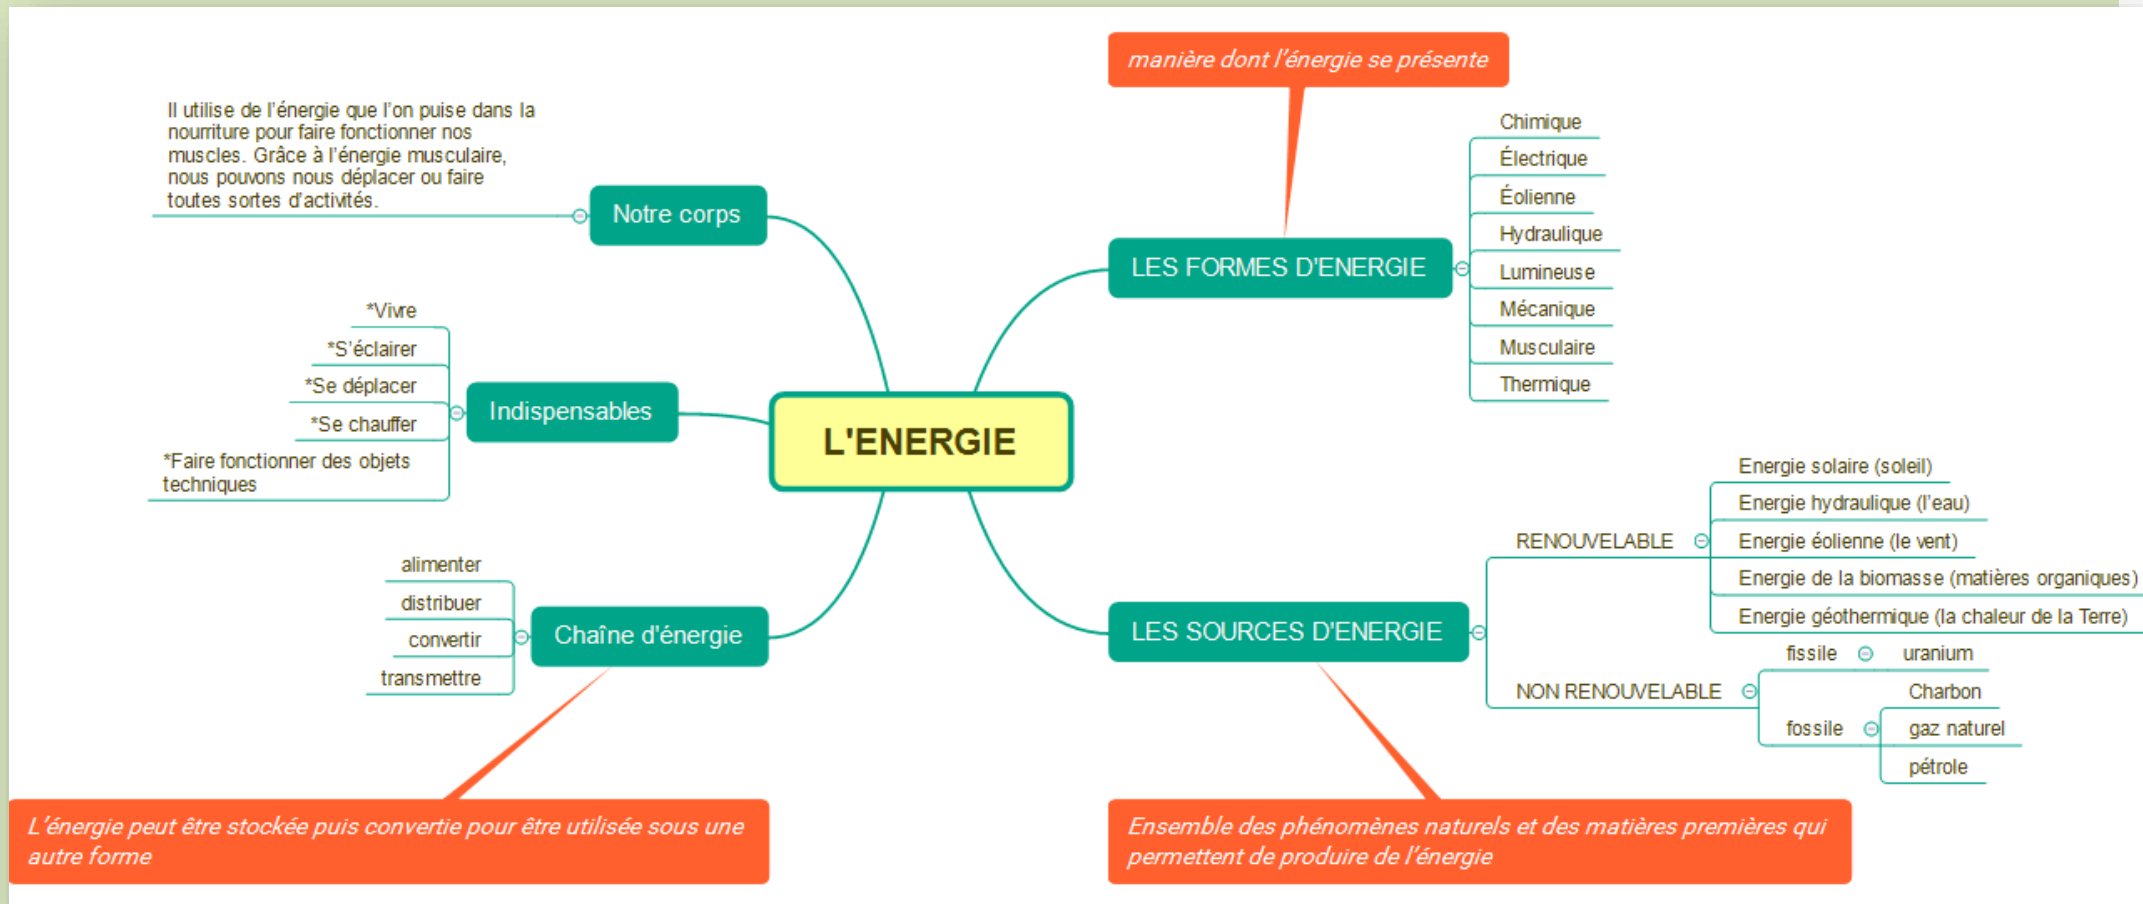 manière dont l'énergie se présente
Il utilise de l'énergie que l'on puise dans la
nourriture pour faire fonctionner nos
muscles. Grâce à l'énergie musculaire,
nous pouvons nous déplacer ou faire
toutes sortes d'activités.
Notre corps
*Vivre
*S'éclairer
*Se déplacer
*Se chauffer
*Faire fonctionner des objets
techniques
Indispensables
alimenter
distribuer
convertir
transmettre
Chaîne d'énergie
L'énergie peut être stockée puis convertie pour être utilisée sous une
autre forme
L'ENERGIE
LES FORMES D'ENERGIE
Chimique
Électrique
Éolienne
Hydraulique
Lumineuse
Mécanique
Musculaire
Thermique
LES SOURCES D'ENERGIE
RENOUVELABLE
Energie solaire (soleil)
Energie hydraulique (l'eau)
Energie éolienne (le vent)
Energie de la biomasse (matières organiques)
Energie géothermique (la chaleur de la Terre)
NON RENOUVELABLE
fissile
uranium
fossile
Charbon
gaz naturel
pétrole
Ensemble des phénomènes naturels et des matières premières qui
permettent de produire de l'énergie